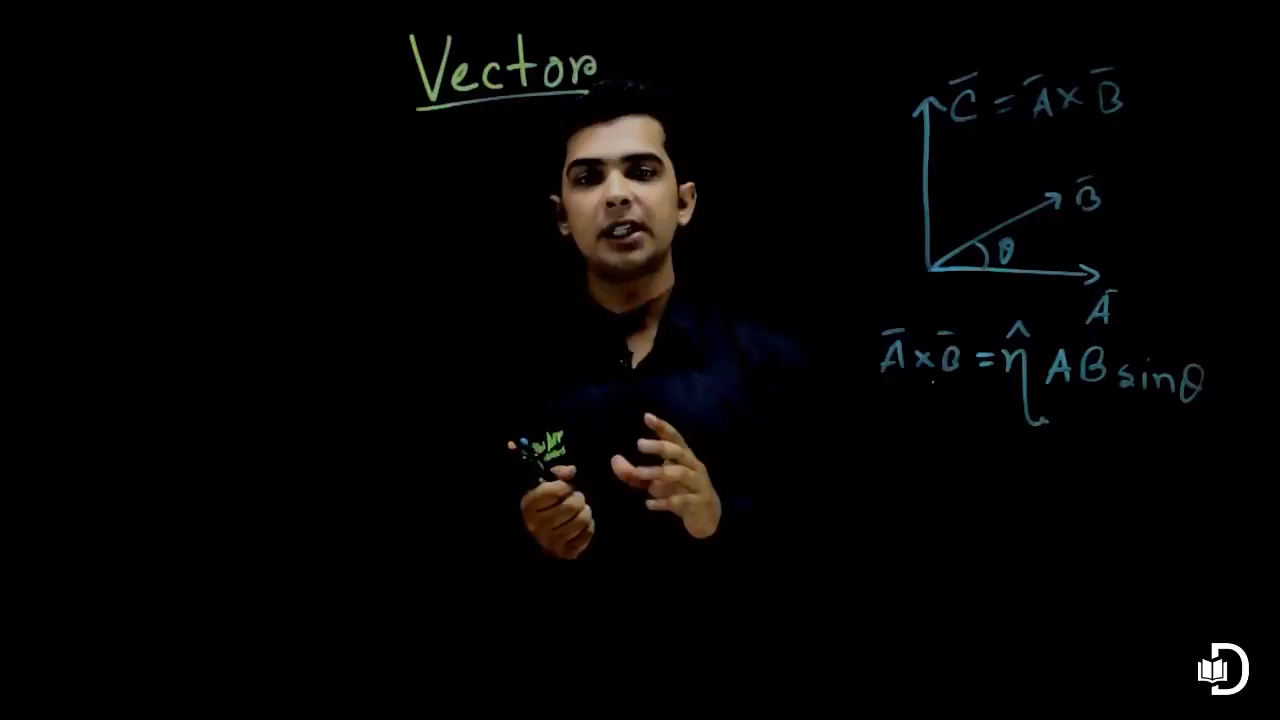 Vector
C̄ = Ā × B̄
B̄
θ
Ā
Ā × B̄ = η̂ AB sinθ